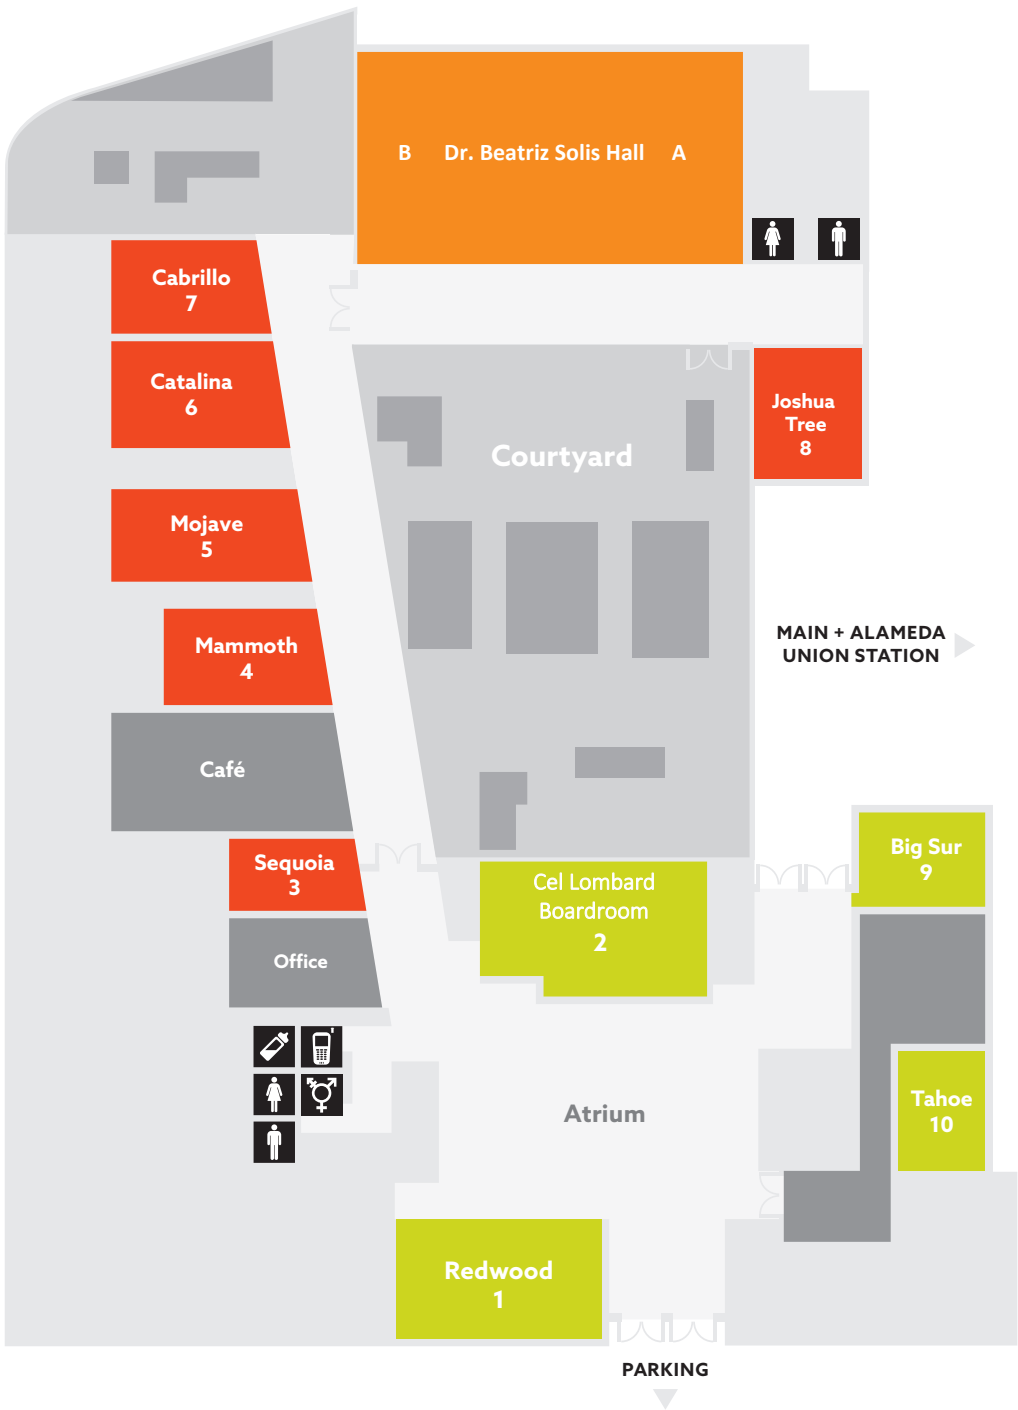 B Dr. Beatriz Solis Hall A
Cabrillo
7
Catalina
6
Joshua
Tree
8
Courtyard
Mojave
5
Mammoth
4
MAIN + ALAMEDA
UNION STATION
Café
Sequoia
3
Cel Lombard
Boardroom
2
Big Sur
9
Office
Atrium
Tahoe
10
Redwood
1
PARKING